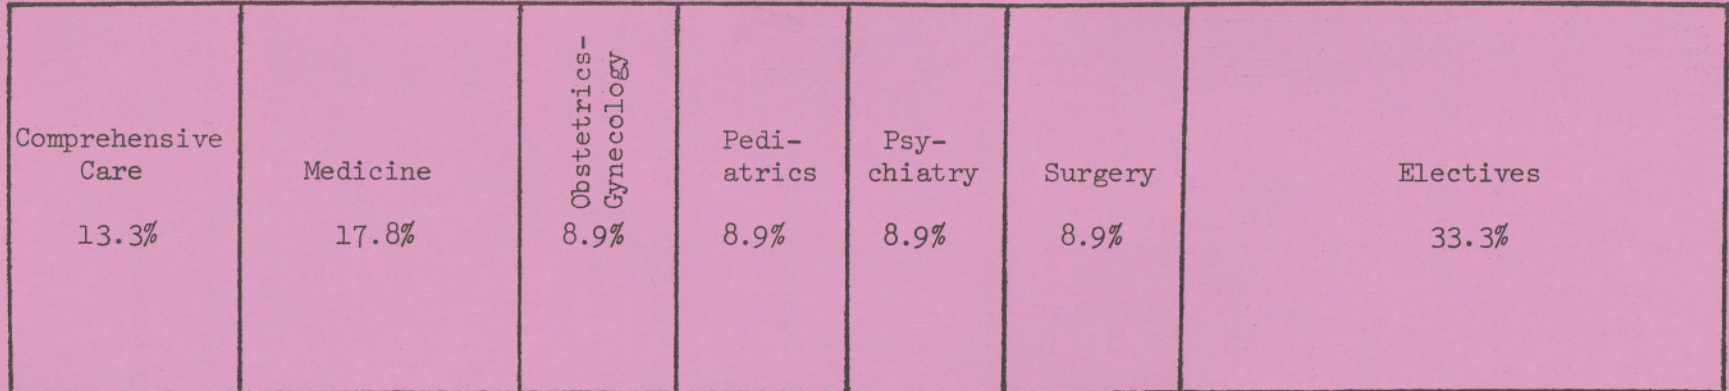 Comprehensive
Care
13.3%
Medicine
17.8%
Obstetrics-
Gynecology
8.9%
Pedi-
atrics
8.9%
Psy-
chiatry
8.9%
Surgery
8.9%
Electives
33.3%